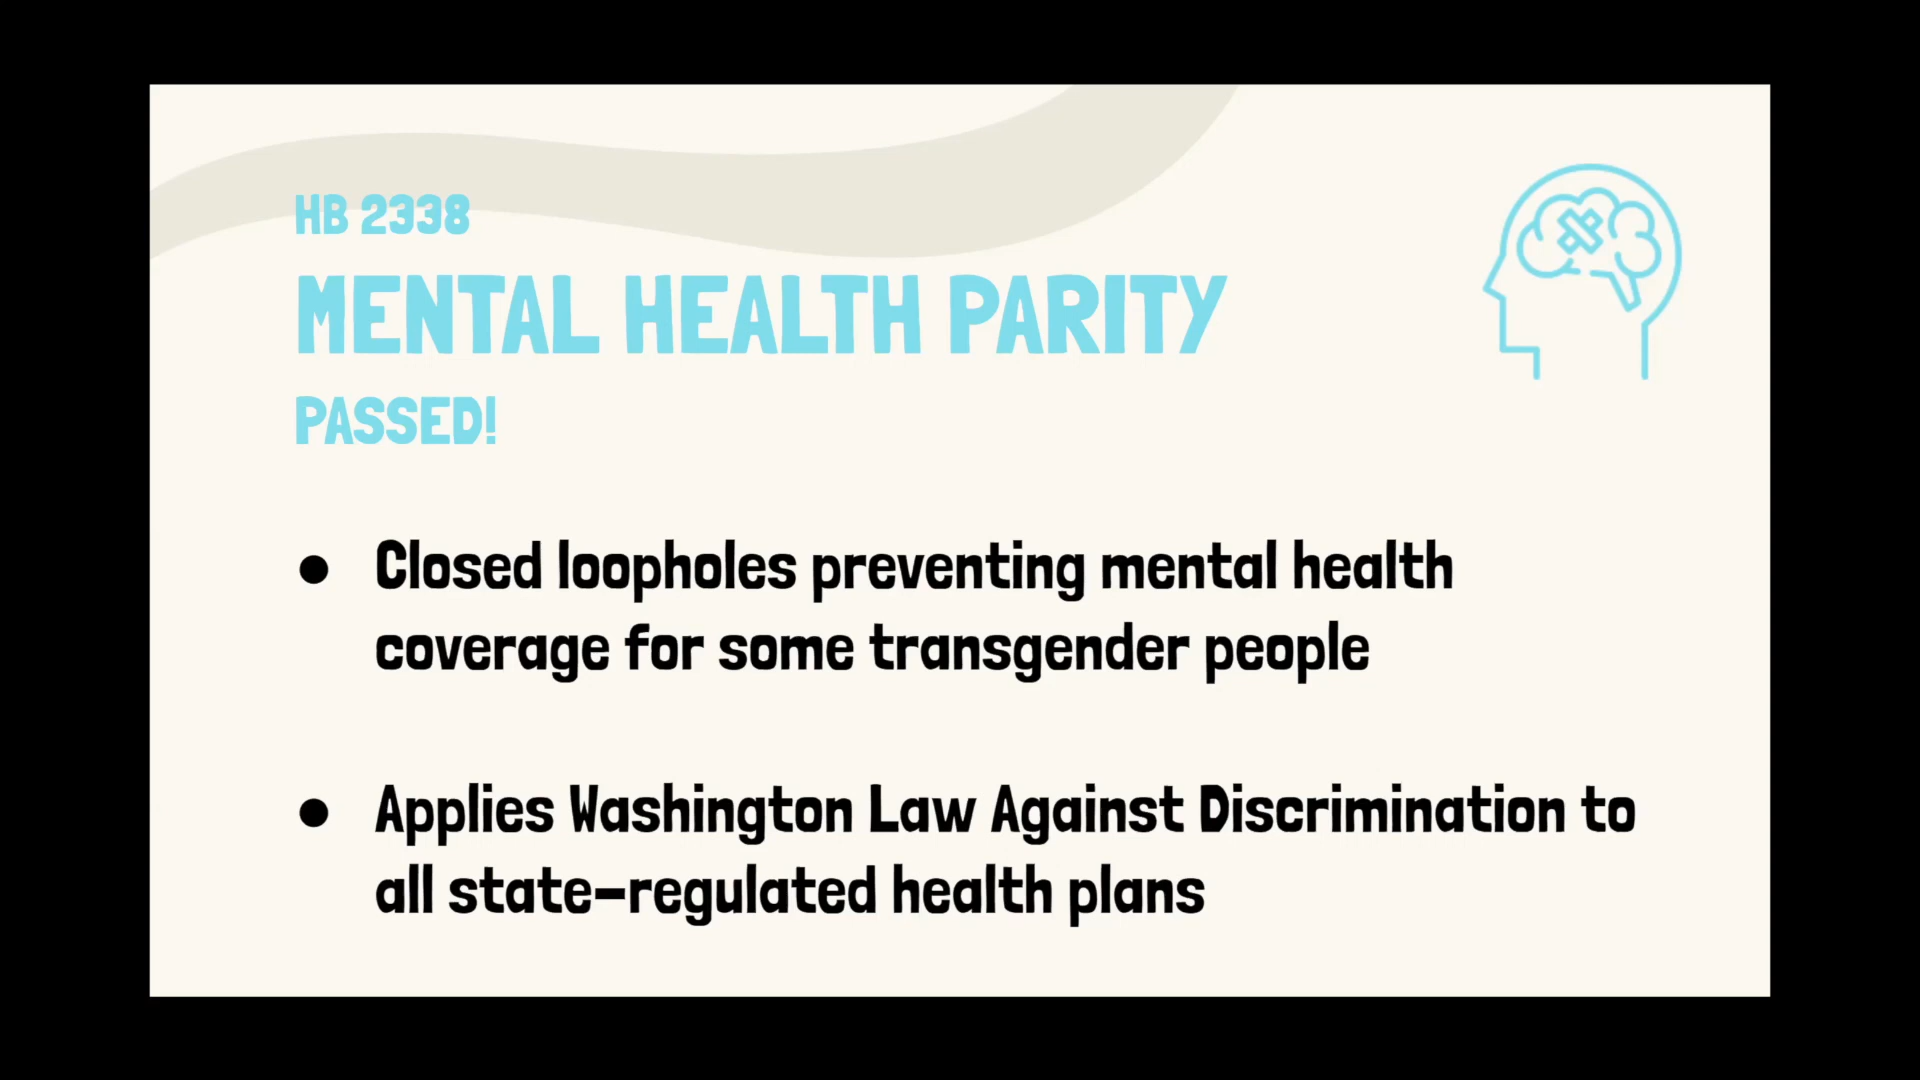 HB 2338
MENTAL HEALTH PARITY
PASSED!
● Closed loopholes preventing mental health
coverage for some transgender people
● Applies Washington Law Against Discrimination to
all state-regulated health plans